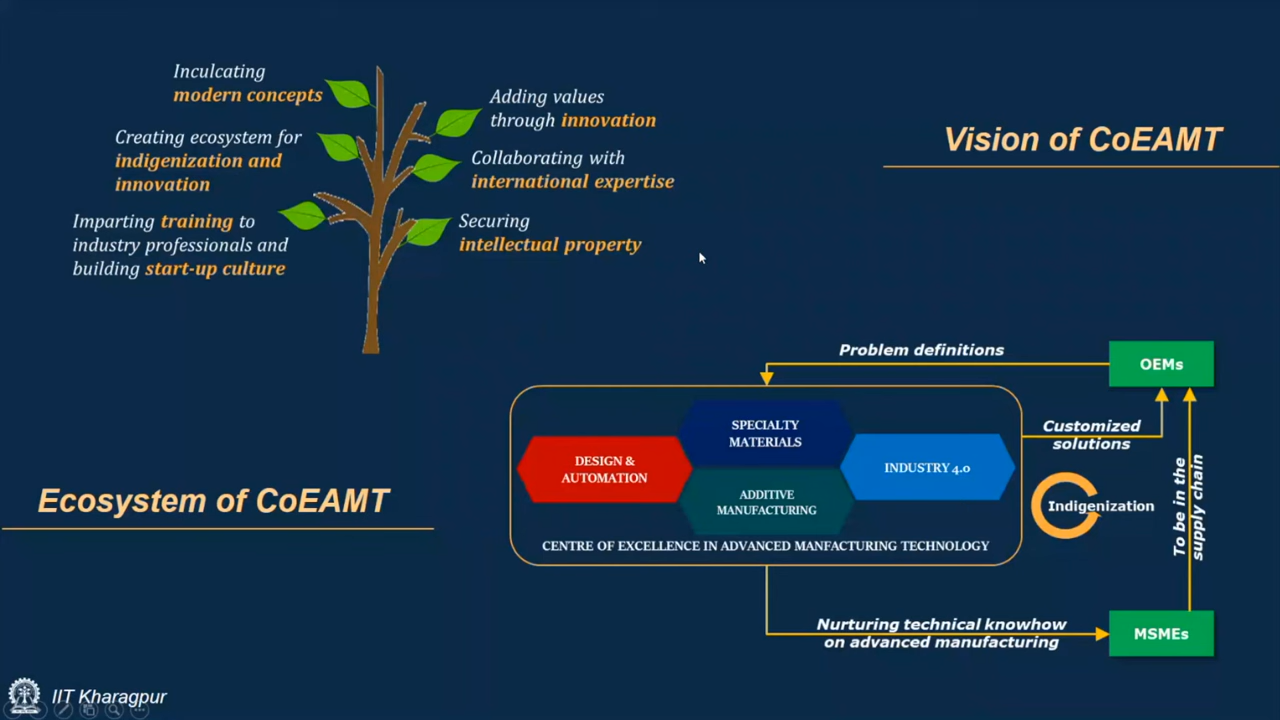 Inculcating
modern concepts
Creating ecosystem for
indigenization and
innovation
Imparting training to
industry professionals and
building start-up culture
Adding values
through innovation
Collaborating with
international expertise
Securing
intellectual property
Vision of CoEAMT
Ecosystem of CoEAMT
Problem definitions
OEMs
SPECIALTY
MATERIALS
DESIGN &
AUTOMATION
INDUSTRY 4.0
ADDITIVE
MANUFACTURING
CENTRE OF EXCELLENCE IN ADVANCED MANFACTURING TECHNOLOGY
Customized
solutions
Indigenization
To be in the
supply chain
Nurturing technical knowhow
on advanced manufacturing
MSMEs
IIT Kharagpur